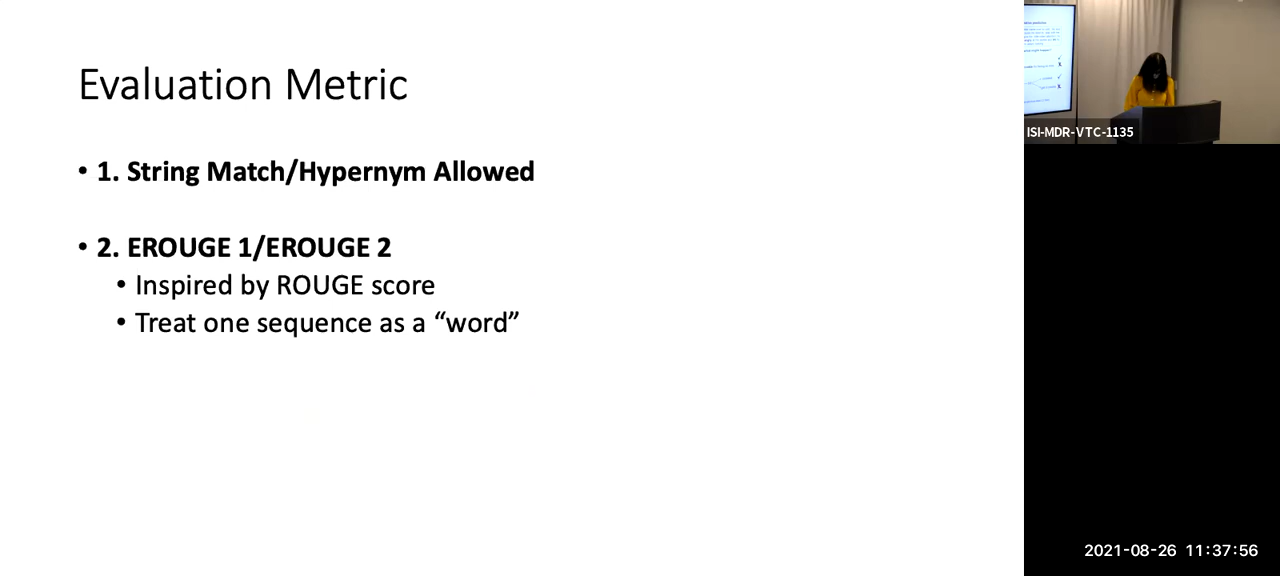 Evaluation Metric
• 1. String Match/Hypernym Allowed
• 2. EROUGE 1/EROUGE 2
• Inspired by ROUGE score
• Treat one sequence as a “word”
ISI-MDR-VTC-1135
2021-08-26 11:37:56